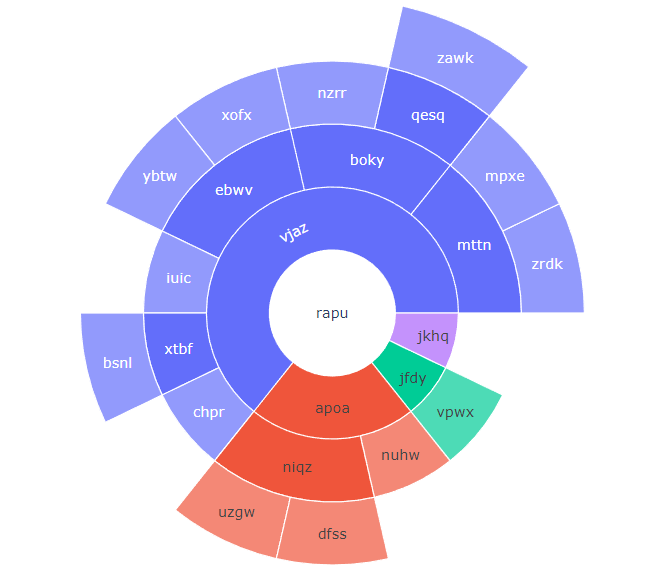 zawk
nzrr
xofx
qesq
boky
ybtw
mpxe
ebwv
vjaz
mttn
zrdk
iuic
rapu
jkhq
xtbf
bsnl
jfdy
apoa
chpr
vpwx
nuhw
niqz
uzgw
dfss